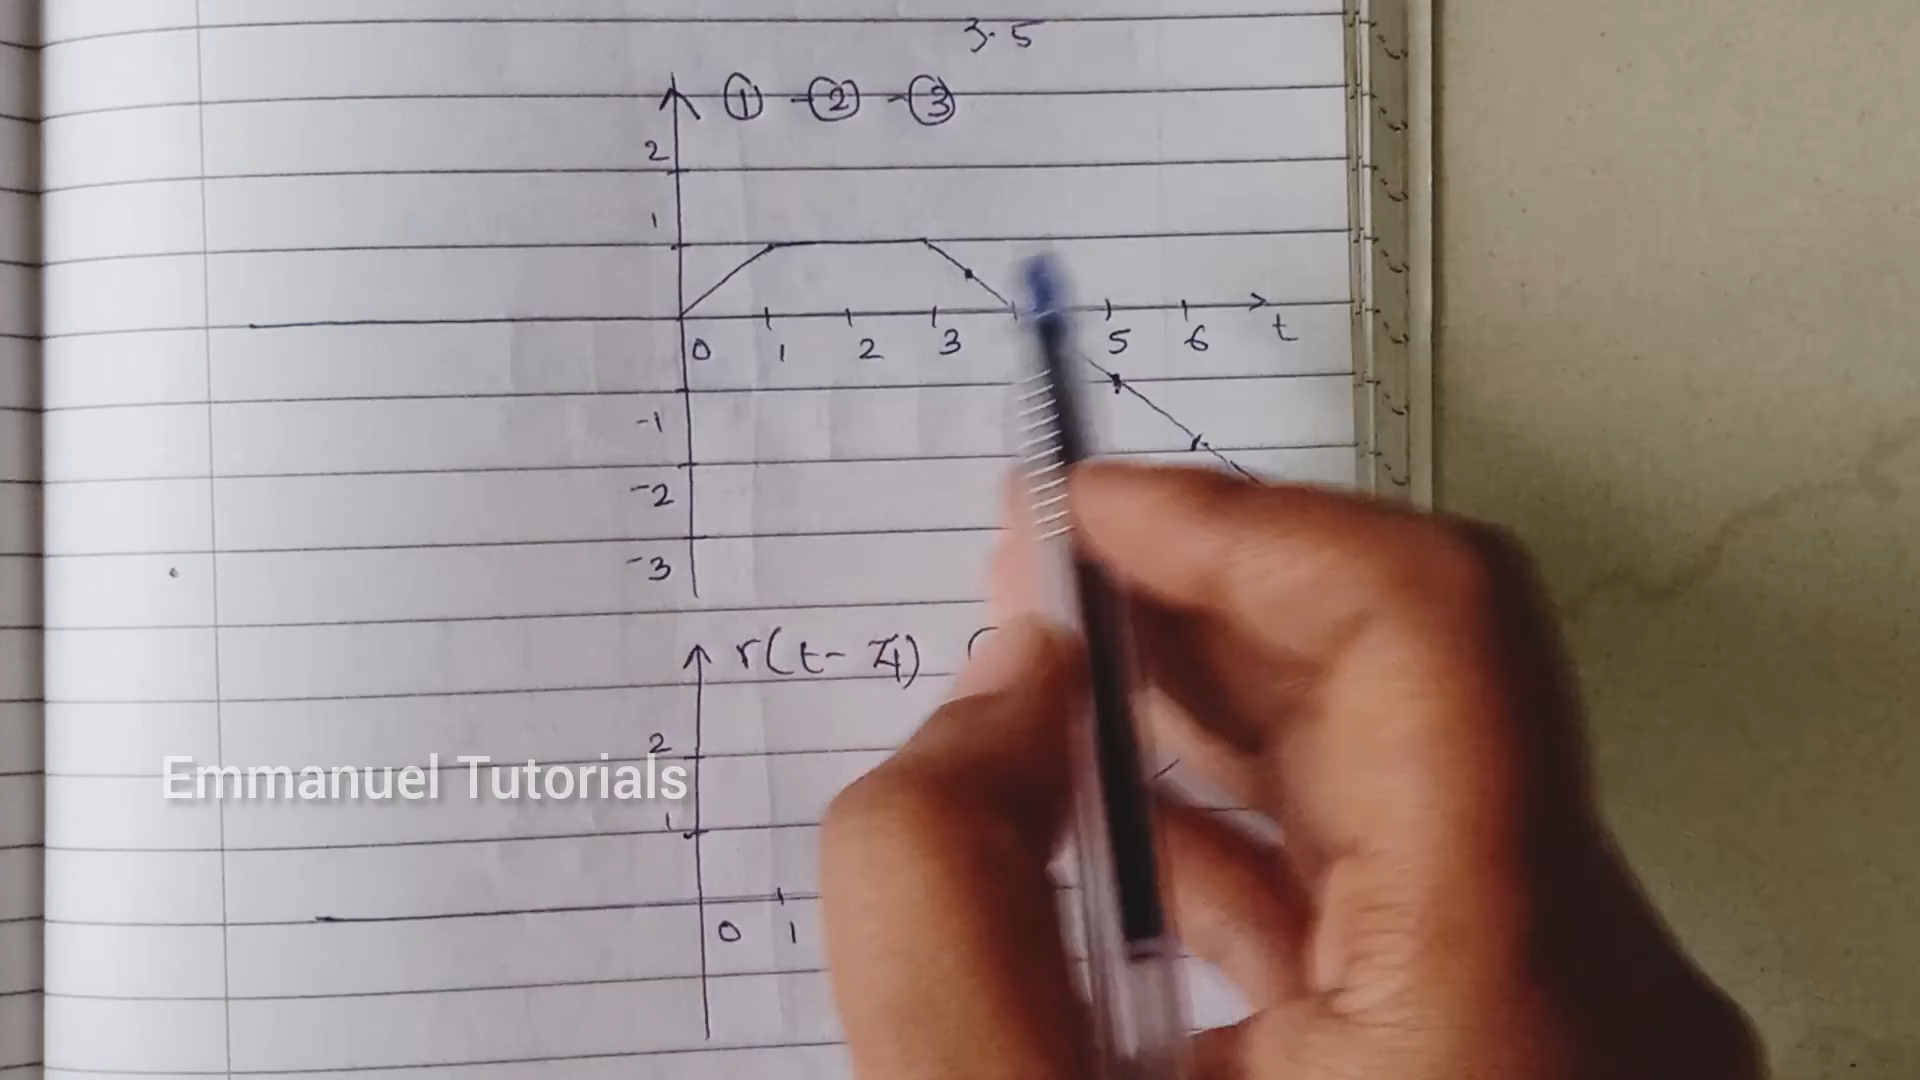 3.5
① - ② - ③
2
1
0 1 2 3 5 6 t
-1
-2
-3
r(t- 4)
2
Emmanuel Tutorials
1
0 1